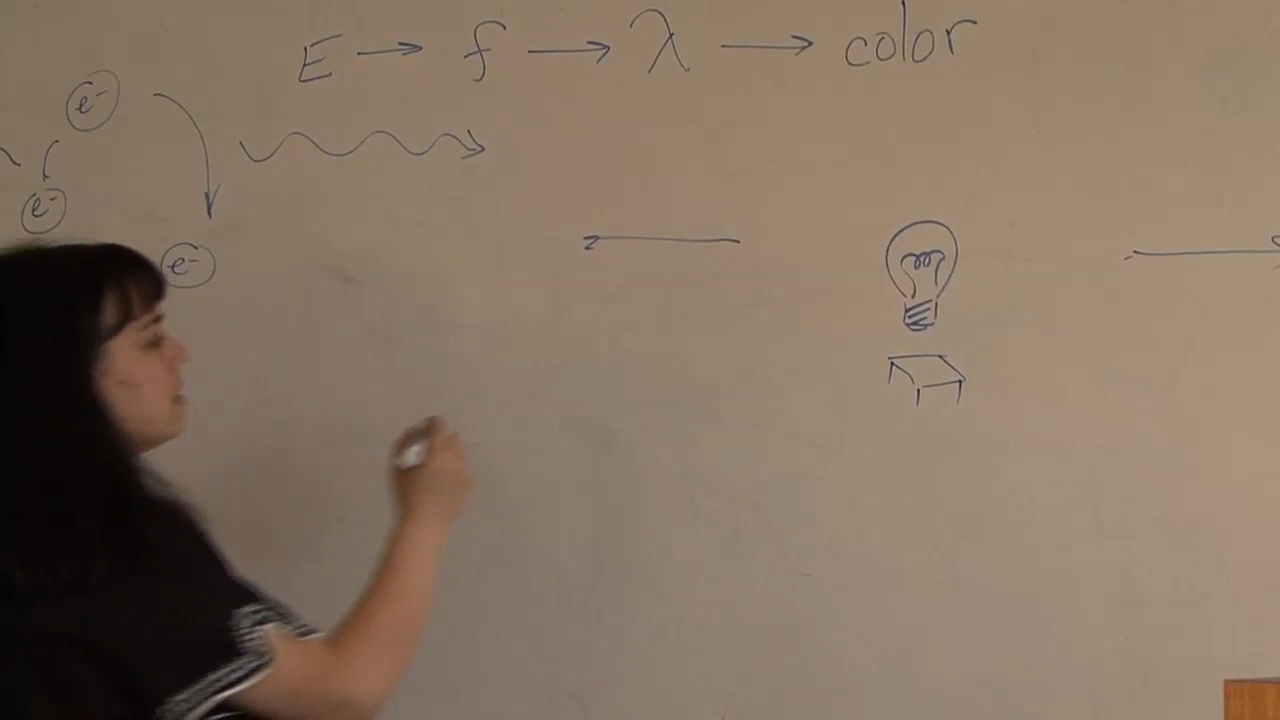 E → f → λ → color
e-
e-
e-